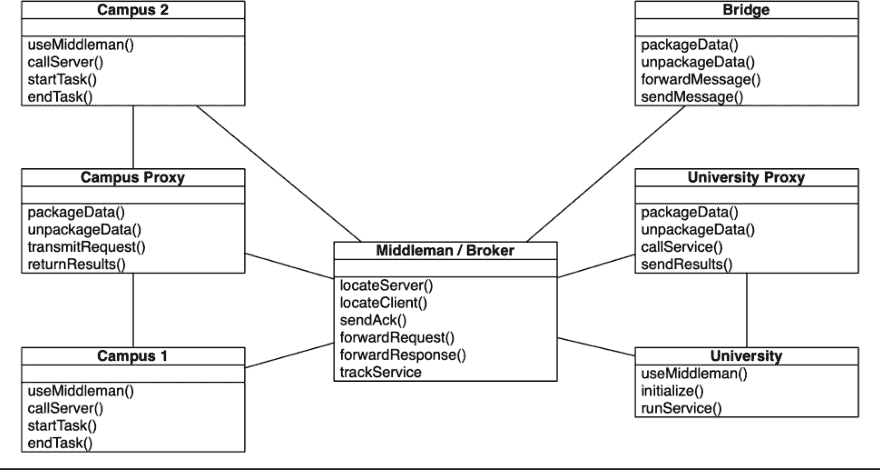 Campus 2
useMiddleman()
callServer()
startTask()
endTask()
Bridge
packageData()
unpackageData()
forwardMessage()
sendMessage()
Campus Proxy
packageData()
unpackageData()
transmitRequest()
returnResults()
University Proxy
packageData()
unpackageData()
callService()
sendResults()
Middleman / Broker
locateServer()
locateClient()
sendAck()
forwardRequest()
forwardResponse()
trackService
Campus 1
useMiddleman()
callServer()
startTask()
endTask()
University
useMiddleman()
initialize()
runService()